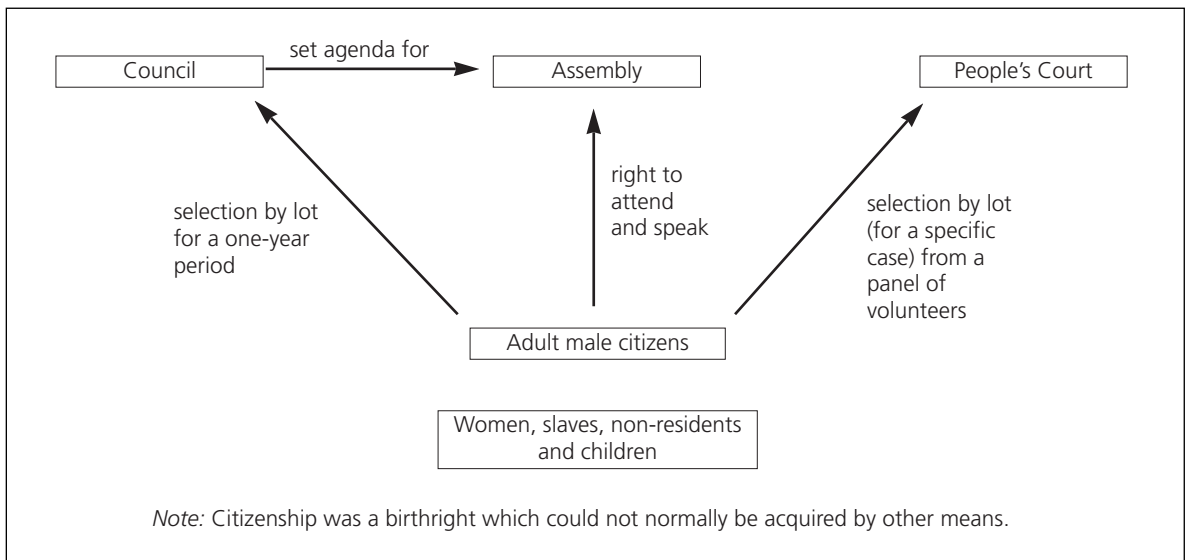 set agenda for
Council
Assembly
People's Court
selection by lot
for a one-year
period
right to
attend
and speak
selection by lot
(for a specific
case) from a
panel of
volunteers
Adult male citizens
Women, slaves, non-residents
and children
Note: Citizenship was a birthright which could not normally be acquired by other means.